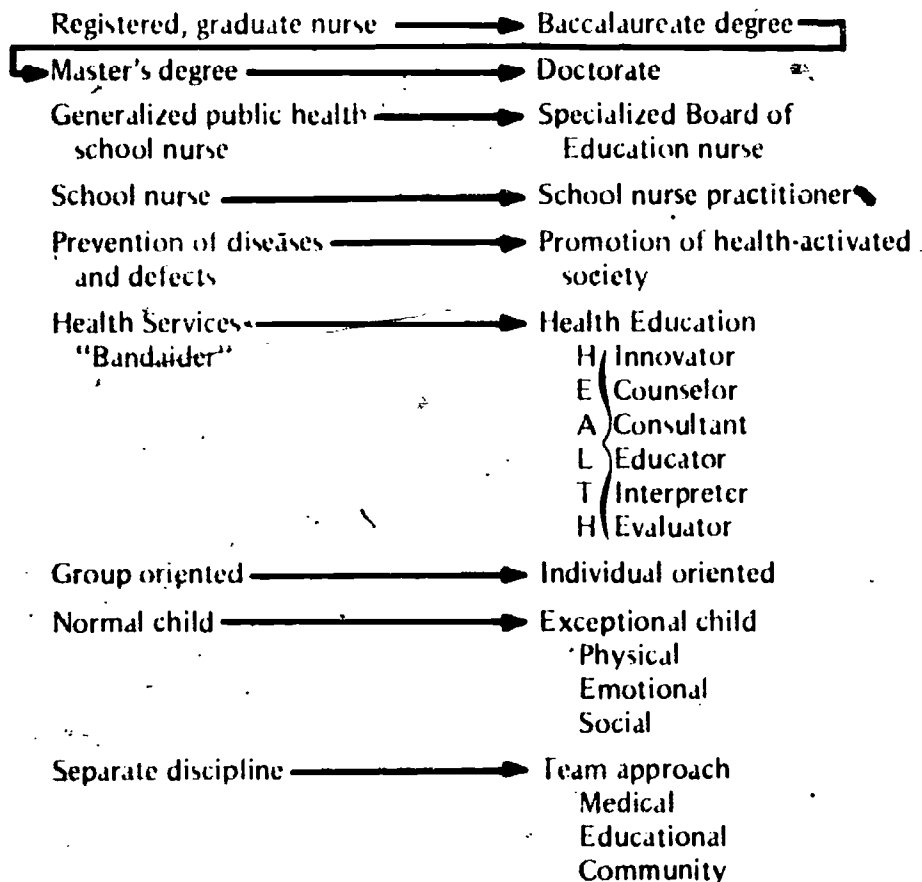 Registered, graduate nurse Baccalaureate degree
Master's degree Doctorate
Generalized public health Specialized Board of
school nurse Education nurse
School nurse School nurse practitioner
Prevention of diseases Promotion of health-activated
and defects society
Health Services Health Education
"Bandaider" H Innovator
E Counselor
A Consultant
L Educator
T Interpreter
H Evaluator
Group oriented Individual oriented
Normal child Exceptional child
Physical
Emotional
Social
Separate discipline Team approach
Medical
Educational
Community